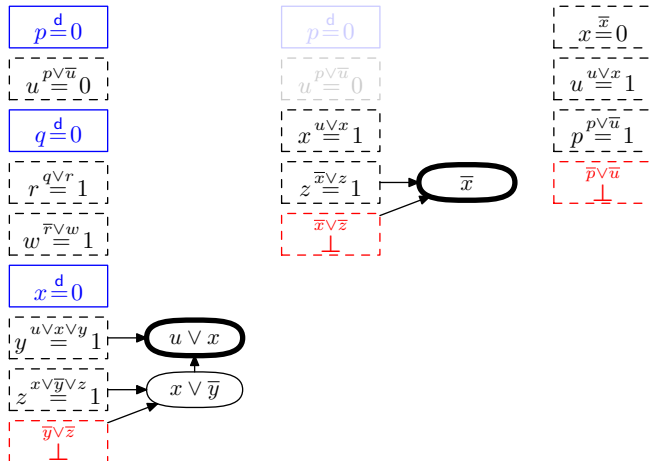 p =ᵈ 0
u =^{p∨u̅} 0
q =ᵈ 0
r =^{q∨r} 1
w =^{r̅∨w} 1
x =ᵈ 0
y =^{u∨x∨y} 1
u ∨ x
z =^{x∨y̅∨z} 1
x ∨ y̅
y̅∨z̅
⊥
p =ᵈ 0
u =^{p∨u̅} 0
x =^{u∨x} 1
z =^{x̅∨z} 1
x̅
x̅∨z̅
⊥
x =^{x̅} 0
u =^{u∨x} 1
p =^{p∨u̅} 1
p̅∨u̅
⊥